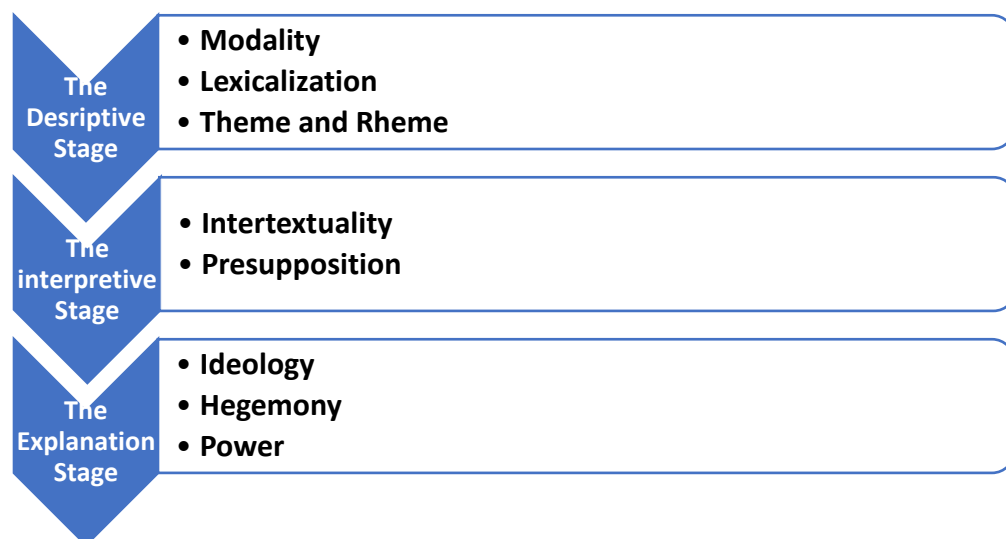 The
Desriptive
Stage
• Modality
• Lexicalization
• Theme and Rheme
The
interpretive
Stage
• Intertextuality
• Presupposition
The
Explanation
Stage
• Ideology
• Hegemony
• Power